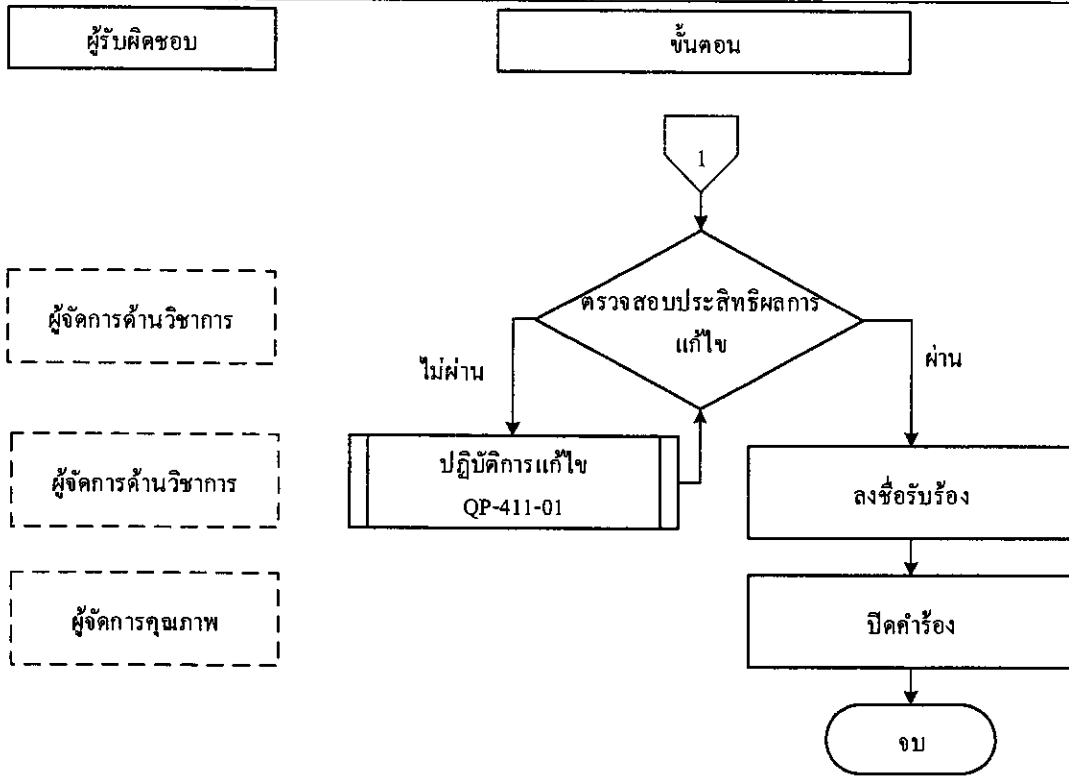 ผู้รับผิดชอบ
ขั้นตอน
1
ผู้จัดการด้านวิชาการ
ตรวจสอบประสิทธิผลการ
แก้ไข
ไม่ผ่าน
ผ่าน
ผู้จัดการด้านวิชาการ
ปฏิบัติการแก้ไข
QP-411-01
ลงชื่อรับร้อง
ผู้จัดการคุณภาพ
ปิดคำร้อง
จบ